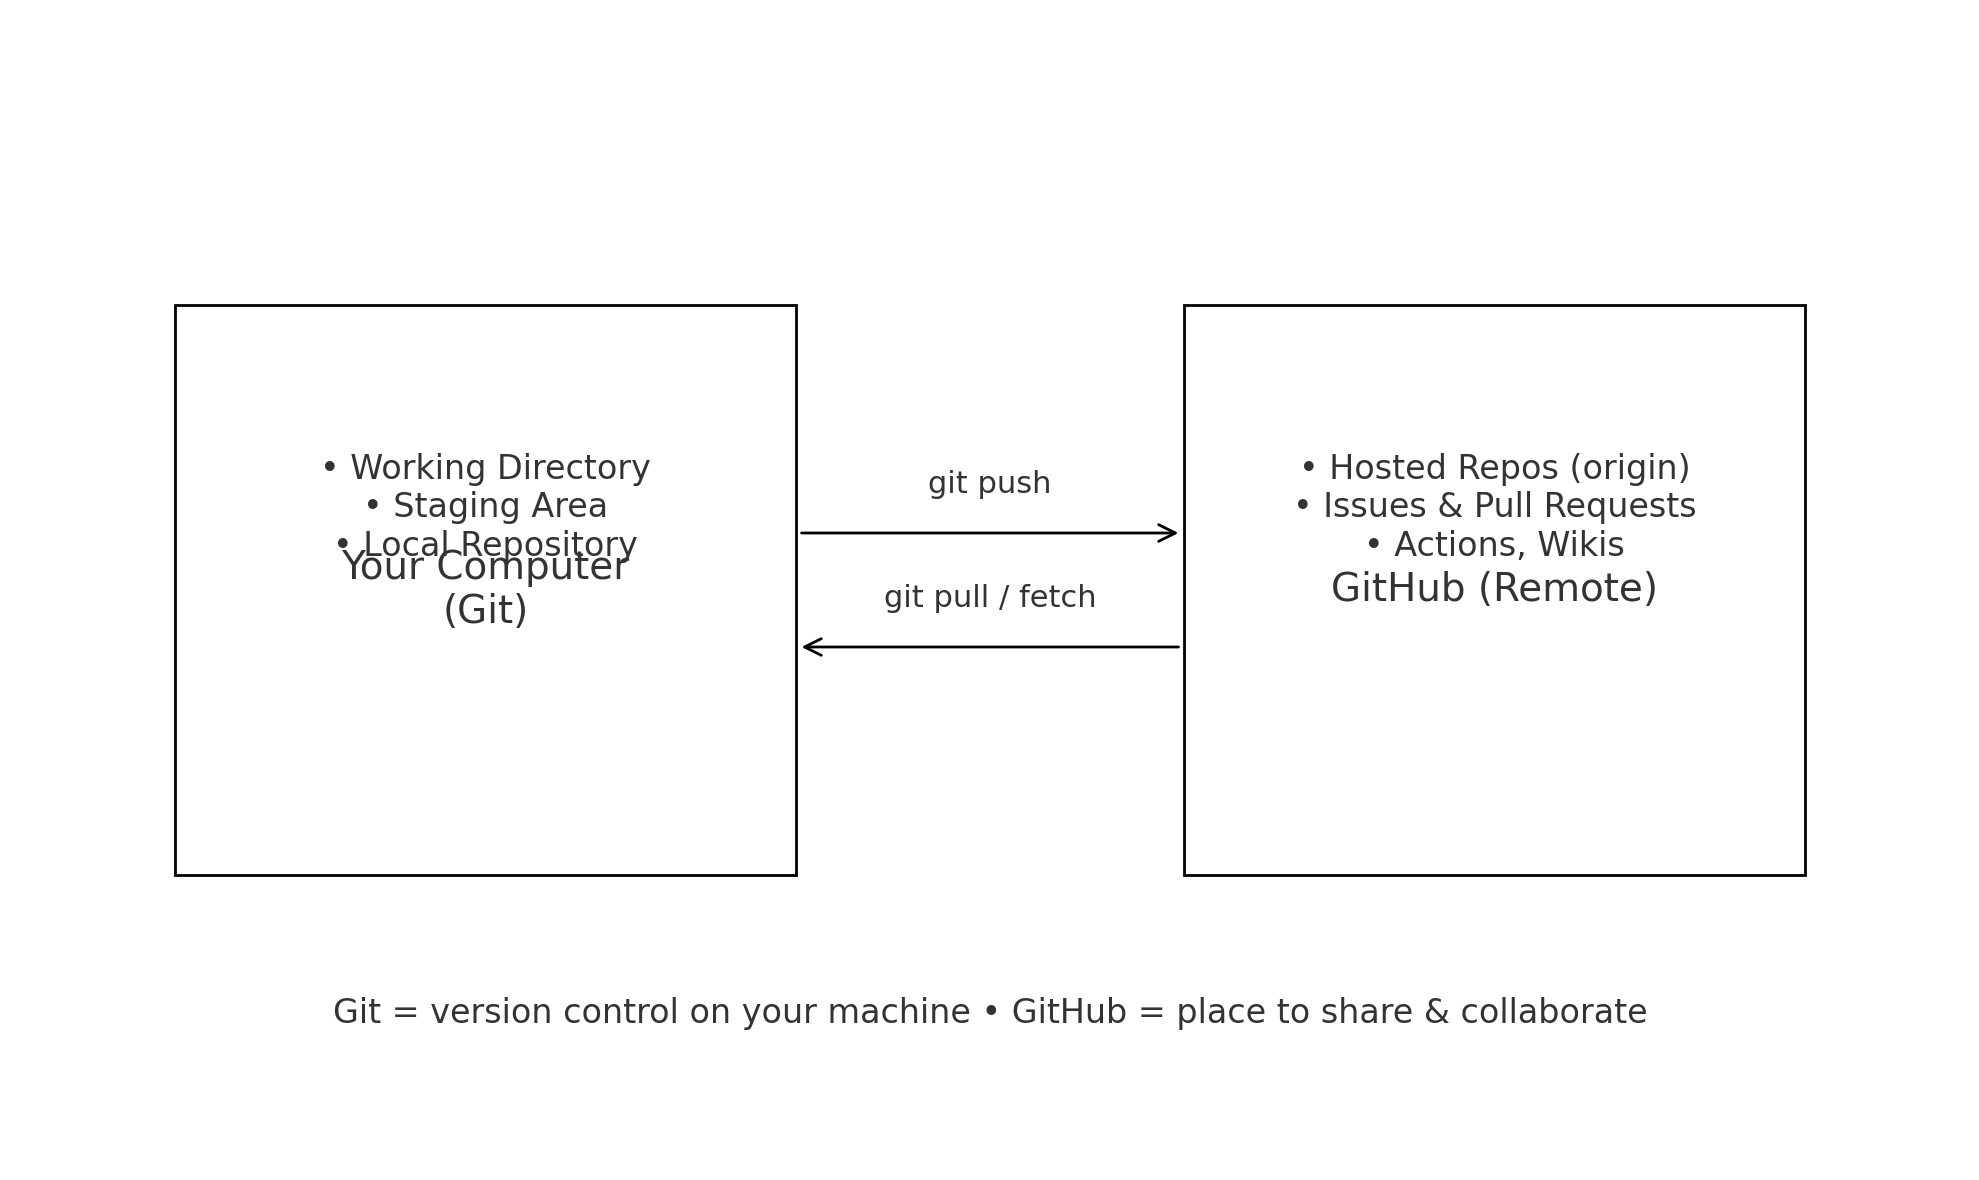 • Working Directory
• Staging Area
• Local Repository
Your Computer
(Git)
git push
git pull / fetch
• Hosted Repos (origin)
• Issues & Pull Requests
• Actions, Wikis
GitHub (Remote)
Git = version control on your machine • GitHub = place to share & collaborate